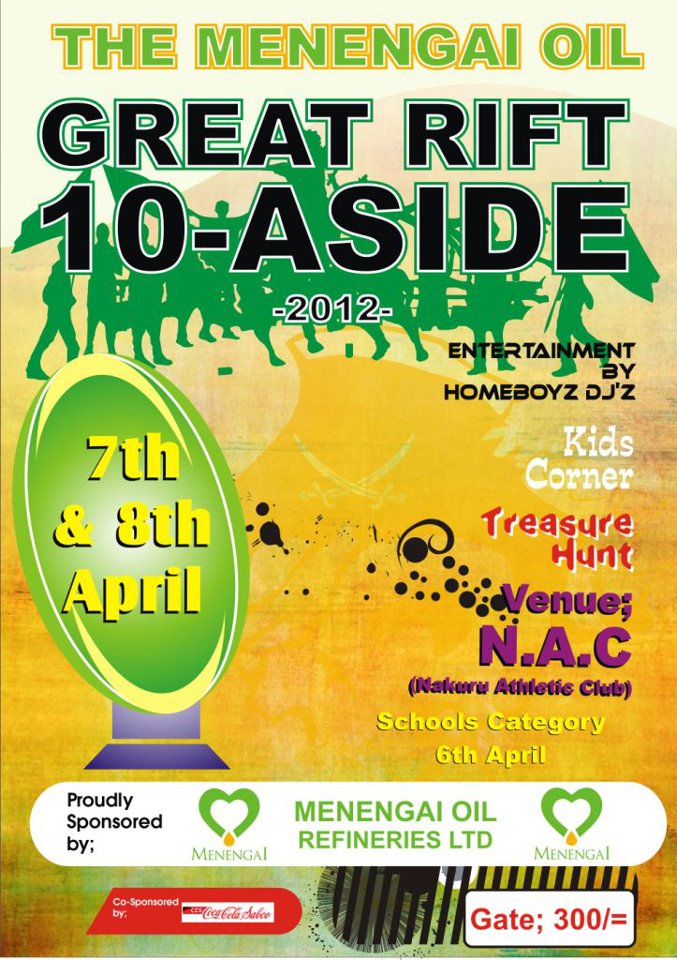 THE MENENGAI OIL
GREAT RIFT
10-ASIDE
-2012-
ENTERTAINMENT
BY
HOMEBOYZ DJ'Z
7th
& 8th
April
Kids
Corner
Treasure
Hunt
Venue;
N.A.C
(Nakuru Athletic Club)
Schools Category
6th April
Proudly
Sponsored
by;
MENENGAI
MENENGAI OIL
REFINERIES LTD
MENENGAI
Co-Sponsored
by;
CCS Coca-Cola Sabco
Gate; 300/=